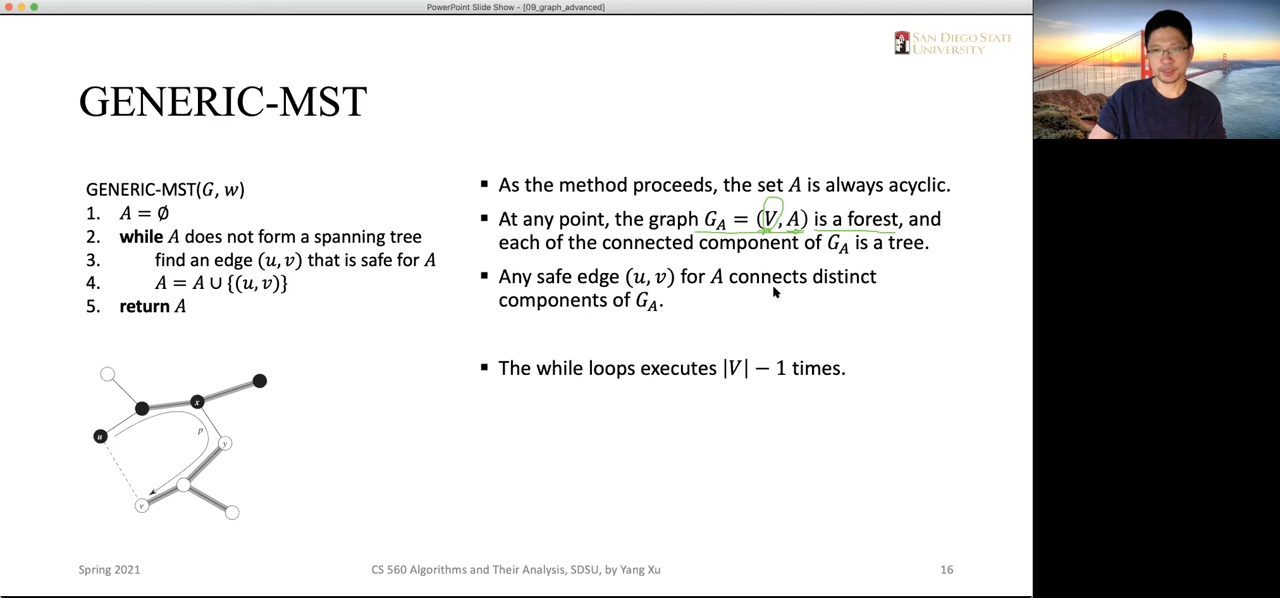 PowerPoint Slide Show - [09_graph_advanced]
SAN DIEGO STATE
UNIVERSITY
GENERIC-MST
GENERIC-MST(G, w)
1. A = ∅
2. while A does not form a spanning tree
3. find an edge (u, v) that is safe for A
4. A = A ∪ {(u, v)}
5. return A
▪ As the method proceeds, the set A is always acyclic.
▪ At any point, the graph G_A = (V, A) is a forest, and
each of the connected component of G_A is a tree.
▪ Any safe edge (u, v) for A connects distinct
components of G_A.
▪ The while loops executes |V| − 1 times.
x
u
p
y
v
Spring 2021
CS 560 Algorithms and Their Analysis, SDSU, by Yang Xu
16